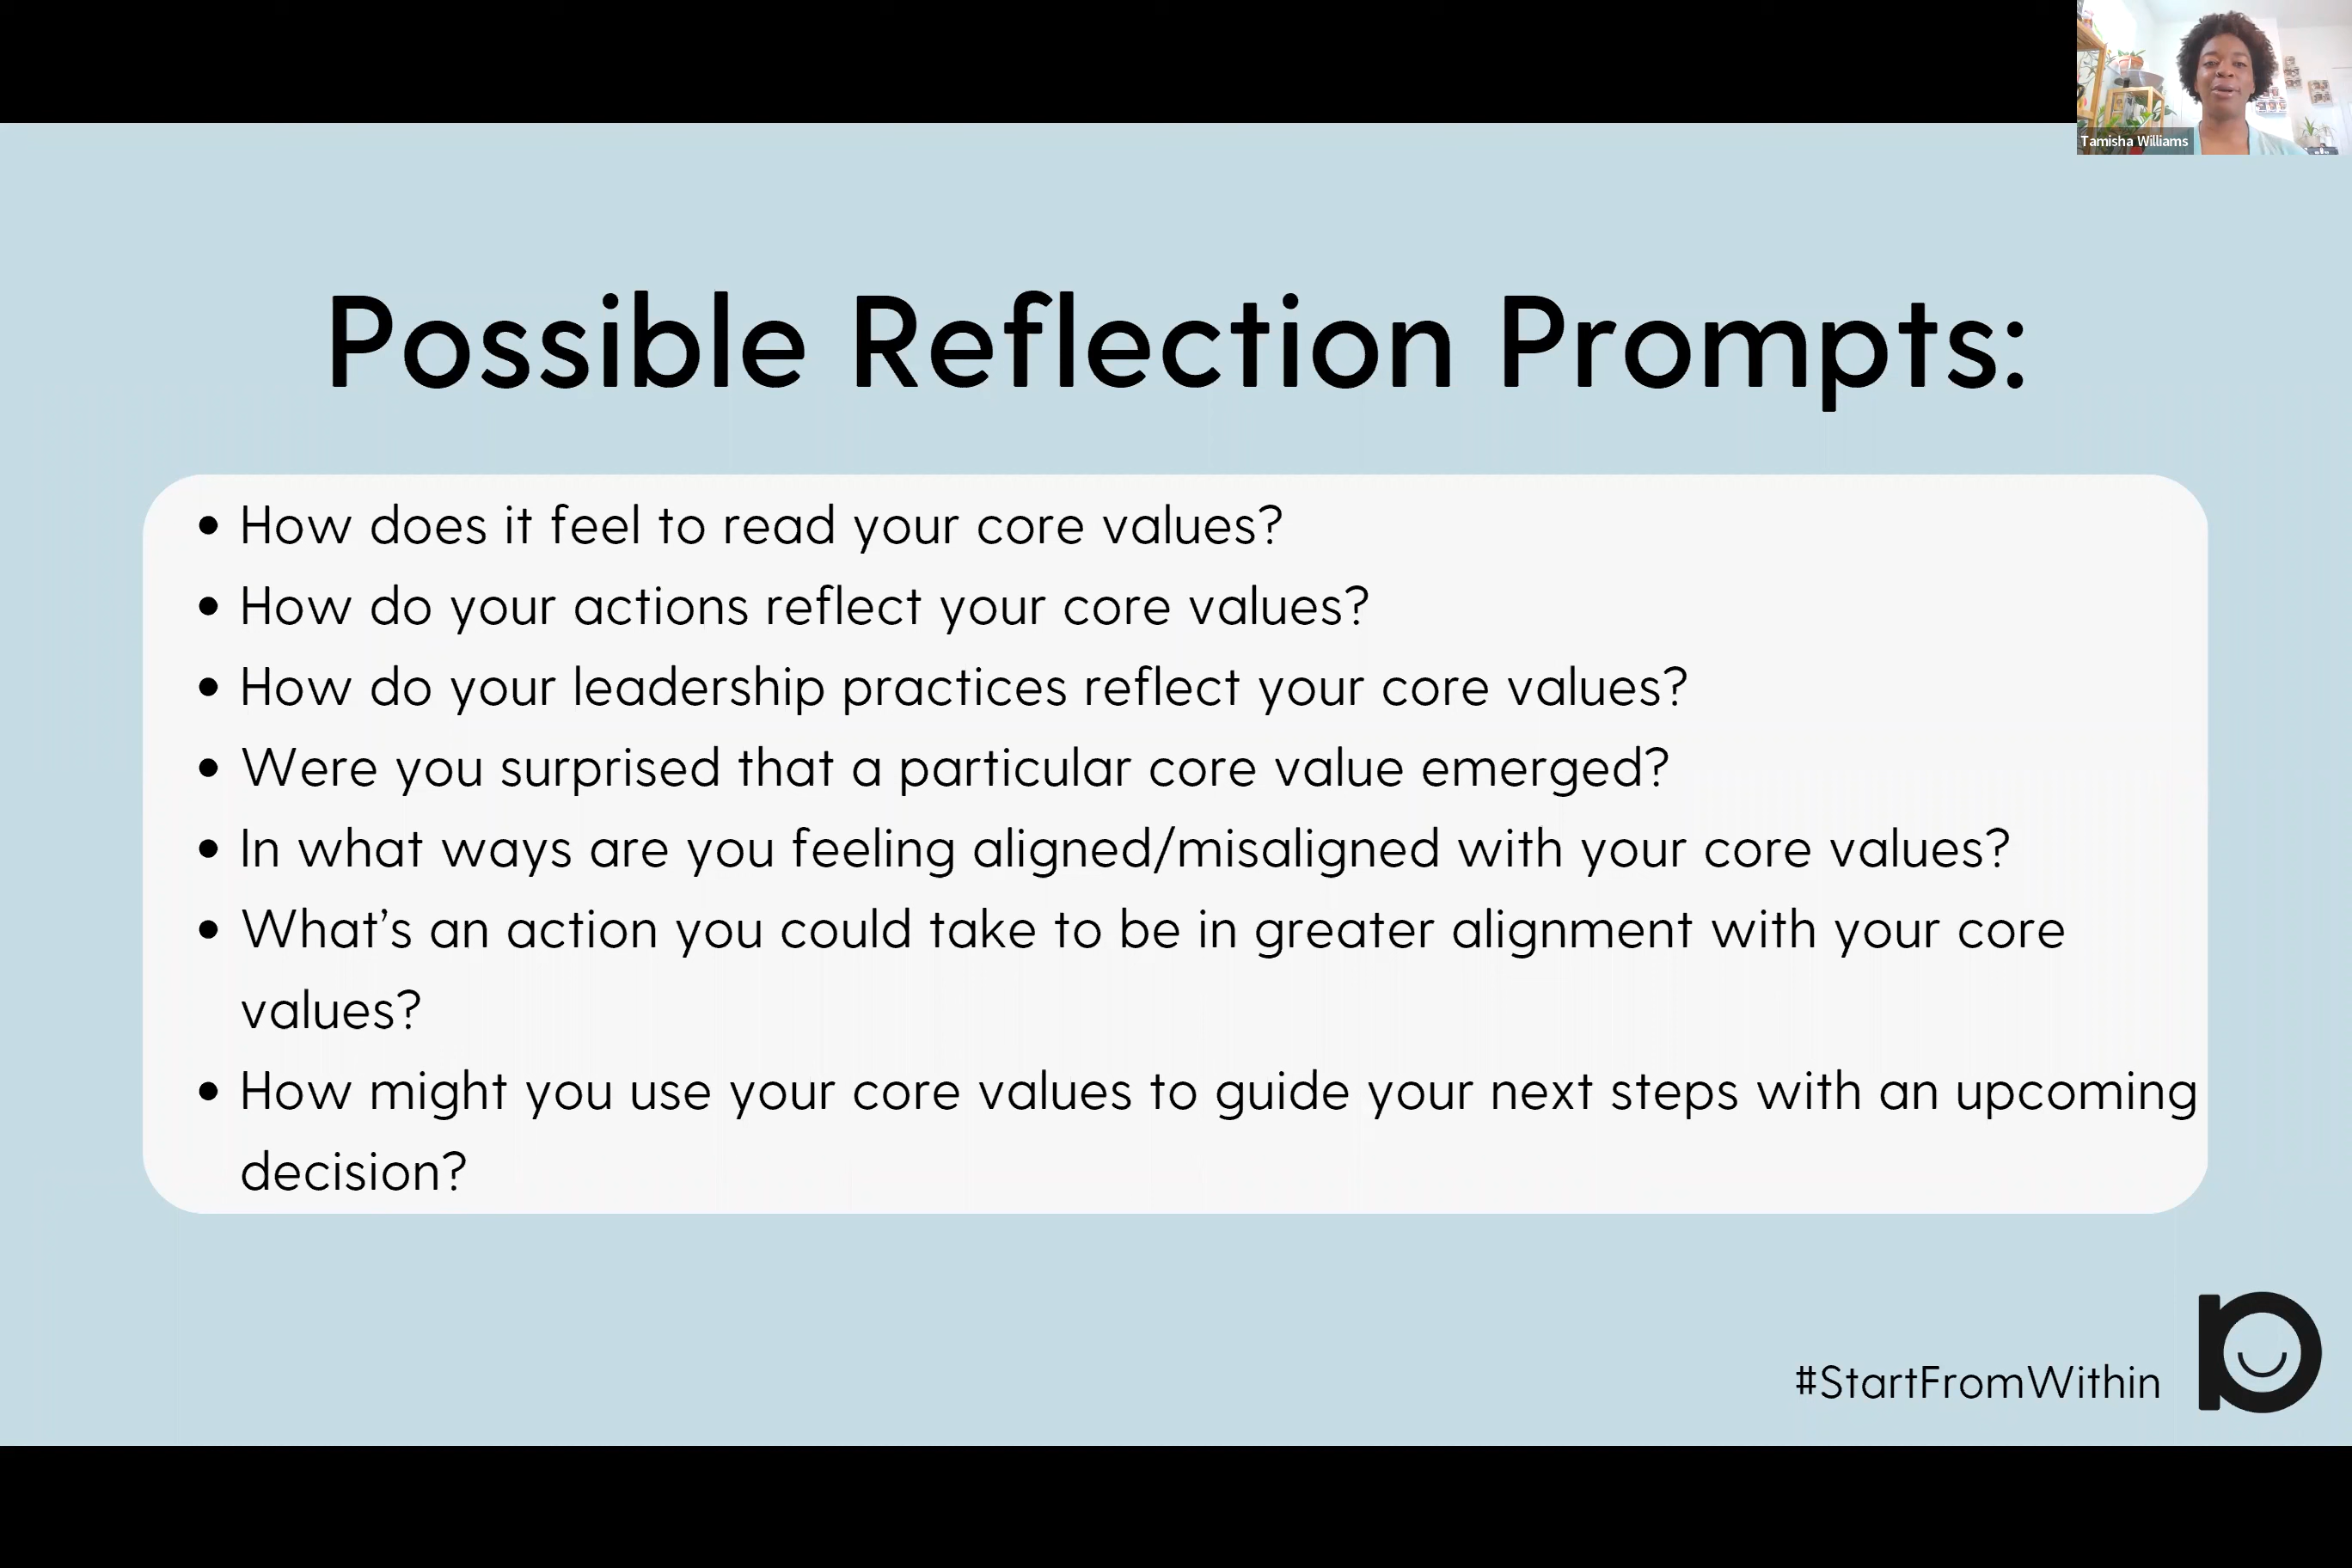 Tamisha Williams
Possible Reflection Prompts:
• How does it feel to read your core values?
• How do your actions reflect your core values?
• How do your leadership practices reflect your core values?
• Were you surprised that a particular core value emerged?
• In what ways are you feeling aligned/misaligned with your core values?
• What’s an action you could take to be in greater alignment with your core
values?
• How might you use your core values to guide your next steps with an upcoming
decision?
#StartFromWithin